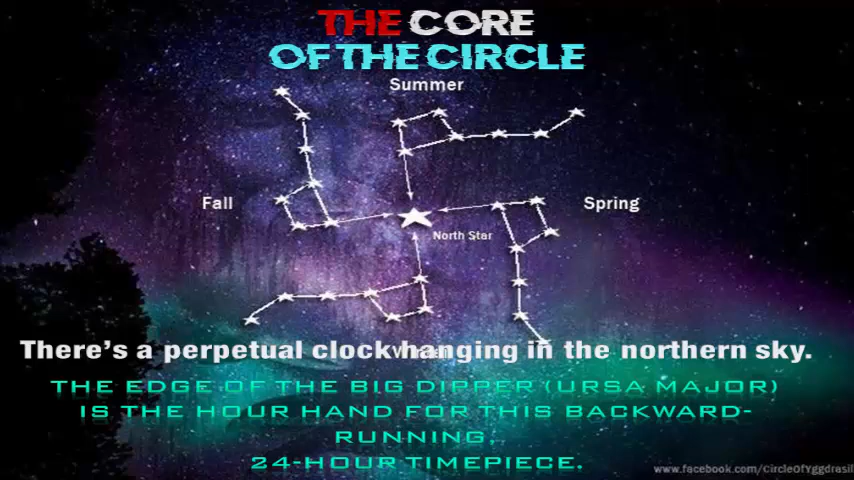 THE CORE
OF THE CIRCLE
Summer
Fall
Spring
North Star
There's a perpetual clock hanging in the northern sky.
THE EDGE OF THE BIG DIPPER (URSA MAJOR)
IS THE HOUR HAND FOR THIS BACKWARD-
RUNNING,
24-HOUR TIMEPIECE.
www.facebook.com/CircleOfYggdrasil